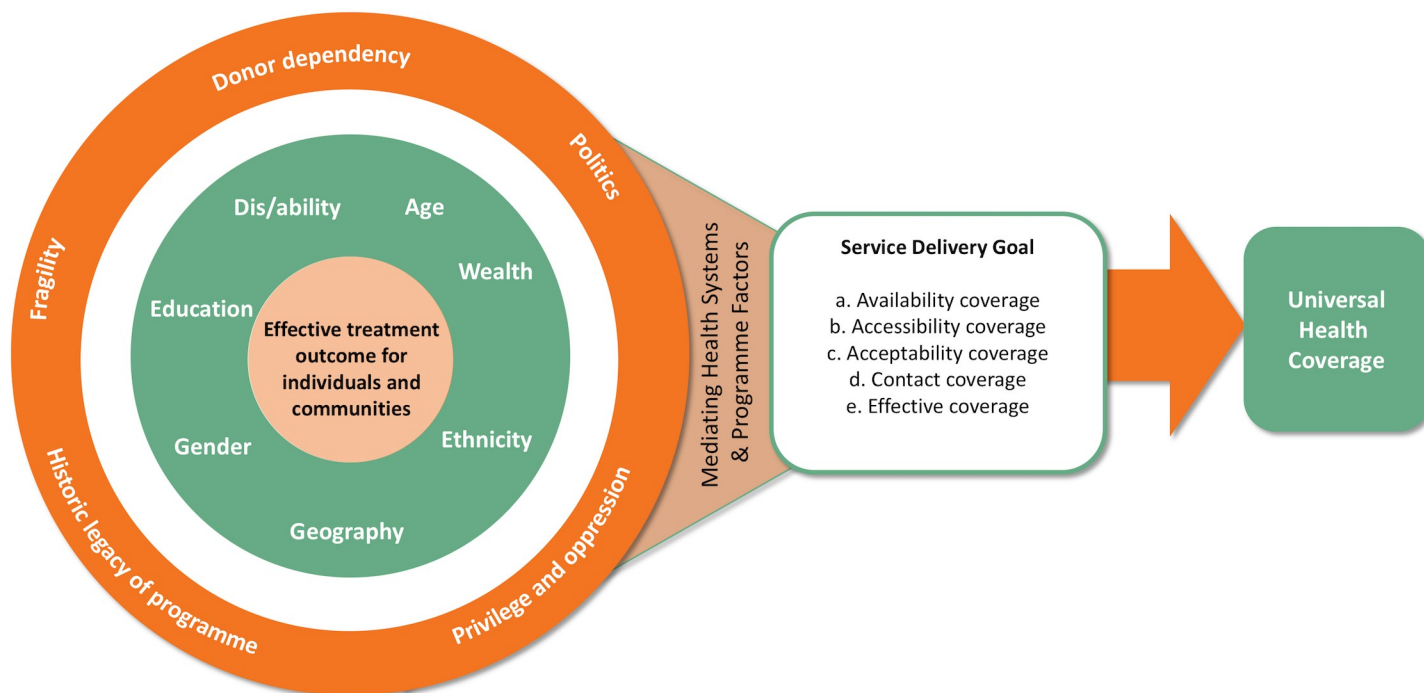 Donor dependency
Politics
Fragility
Historic legacy of programme
Privilege and oppression
Dis/ability
Age
Wealth
Education
Gender
Ethnicity
Geography
Effective treatment
outcome for
individuals and
communities
Mediating Health Systems
& Programme Factors
Service Delivery Goal
a. Availability coverage
b. Accessibility coverage
c. Acceptability coverage
d. Contact coverage
e. Effective coverage
Universal
Health
Coverage